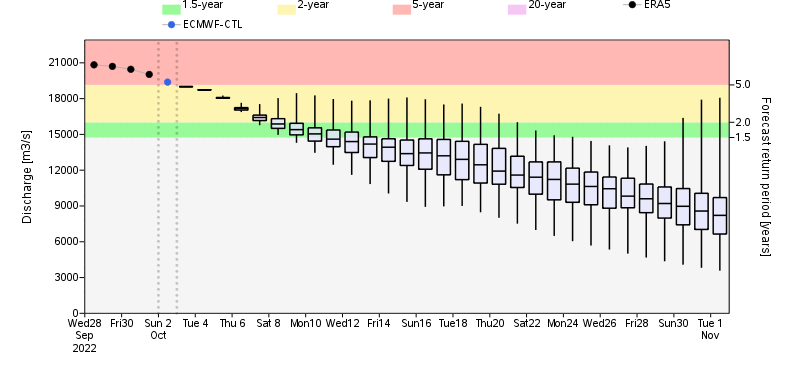 1.5-year 2-year 5-year 20-year ERA5
ECMWF-CTL
21000
18000
15000
12000
9000
6000
3000
0
Discharge [m3/s]
5.0
2.0
1.5
Forecast return period [years]
Wed28 Fri30 Sun 2 Tue 4 Thu 6 Sat 8 Mon10 Wed12 Fri14 Sun16 Tue18 Thu20 Sat22 Mon24 Wed26 Fri28 Sun30 Tue 1
Sep Oct Nov
2022